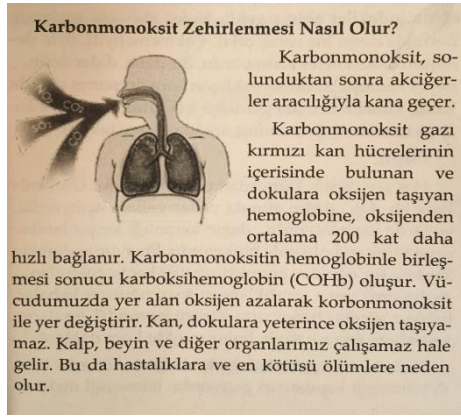 Karbonmonoksit Zehirlenmesi Nasıl Olur?
Karbonmonoksit, so-
lunduktan sonra akciğer-
ler aracılığıyla kana geçer.
NO₂ CO₂
SO₂
Karbonmonoksit gazı
kırmızı kan hücrelerinin
içerisinde bulunan ve
dokulara oksijen taşıyan
hemoglobine, oksijenden
ortalama 200 kat daha
hızlı bağlanır. Karbonmonoksitin hemoglobinle birleş-
mesi sonucu karboksihemoglobin (COHb) oluşur. Vü-
cudumuzda yer alan oksijen azalarak korbonmonoksit
ile yer değiştirir. Kan, dokulara yeterince oksijen taşıya-
maz. Kalp, beyin ve diğer organlarımız çalışamaz hale
gelir. Bu da hastalıklara ve en kötüsü ölümlere neden
olur.